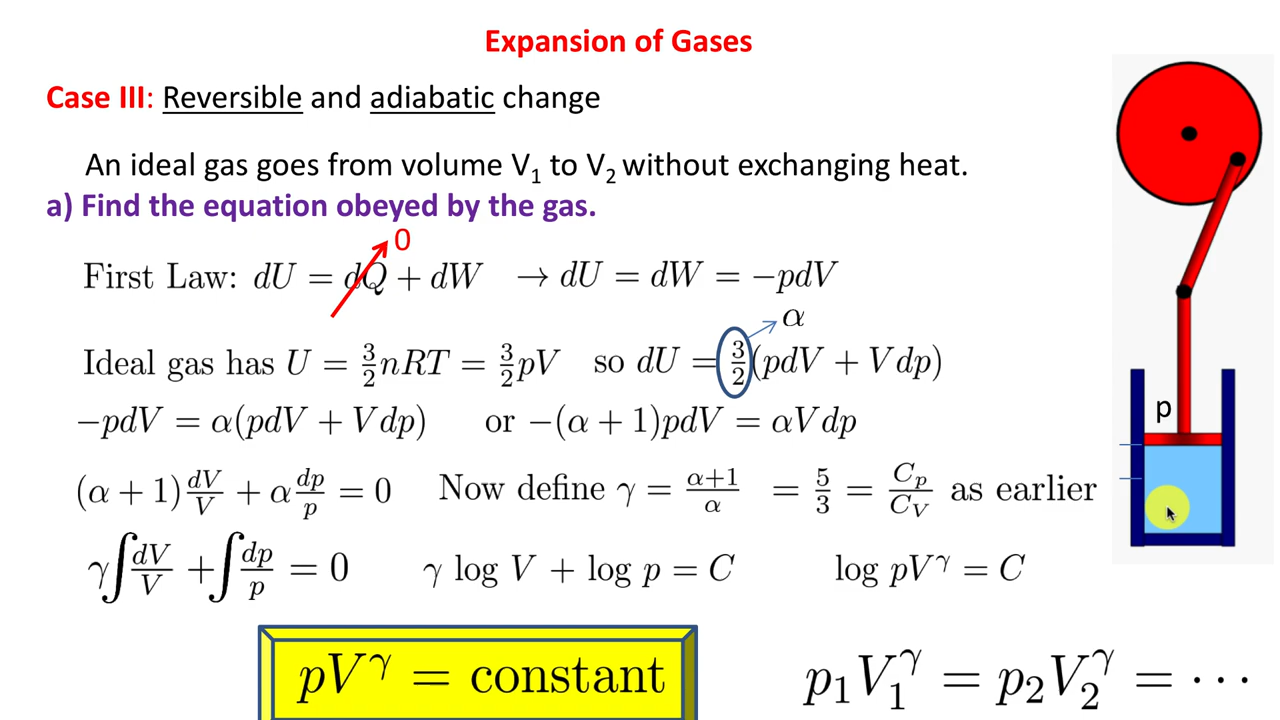 Expansion of Gases
Case III: Reversible and adiabatic change
An ideal gas goes from volume V₁ to V₂ without exchanging heat.
a) Find the equation obeyed by the gas.
0
First Law: dU = dQ + dW → dU = dW = −pdV
α
Ideal gas has U = 3/2 nRT = 3/2 pV so dU = 3/2 (pdV + Vdp)
−pdV = α(pdV + Vdp) or −(α + 1)pdV = αVdp
p
(α + 1) dV/V + α dp/p = 0 Now define γ = α+1/α = 5/3 = C_p/C_V as earlier
γ ∫ dV/V + ∫ dp/p = 0 γ log V + log p = C log pV^γ = C
pV^γ = constant p₁V₁^γ = p₂V₂^γ = ⋯